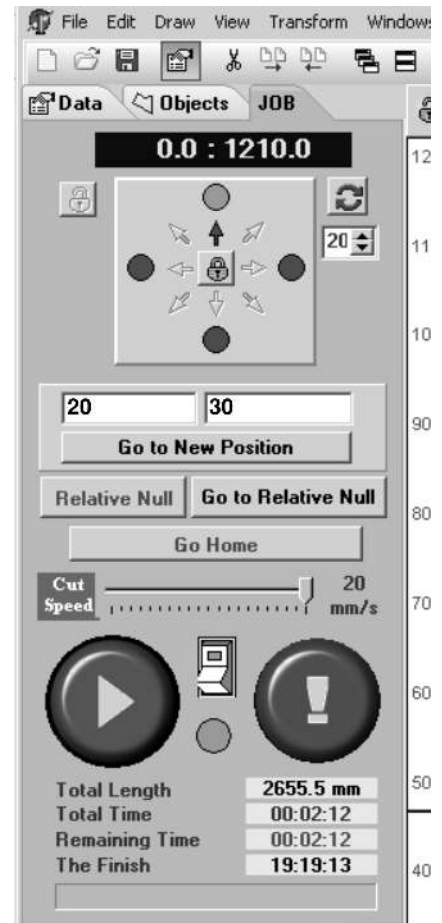 File Edit Draw View Transform Windows
Data Objects JOB
0.0 : 1210.0
20
20 30
Go to New Position
Relative Null Go to Relative Null
Go Home
Cut Speed 20 mm/s
Total Length 2655.5 mm
Total Time 00:02:12
Remaining Time 00:02:12
The Finish 19:19:13
12
11
10
90
80
70
60
50
40